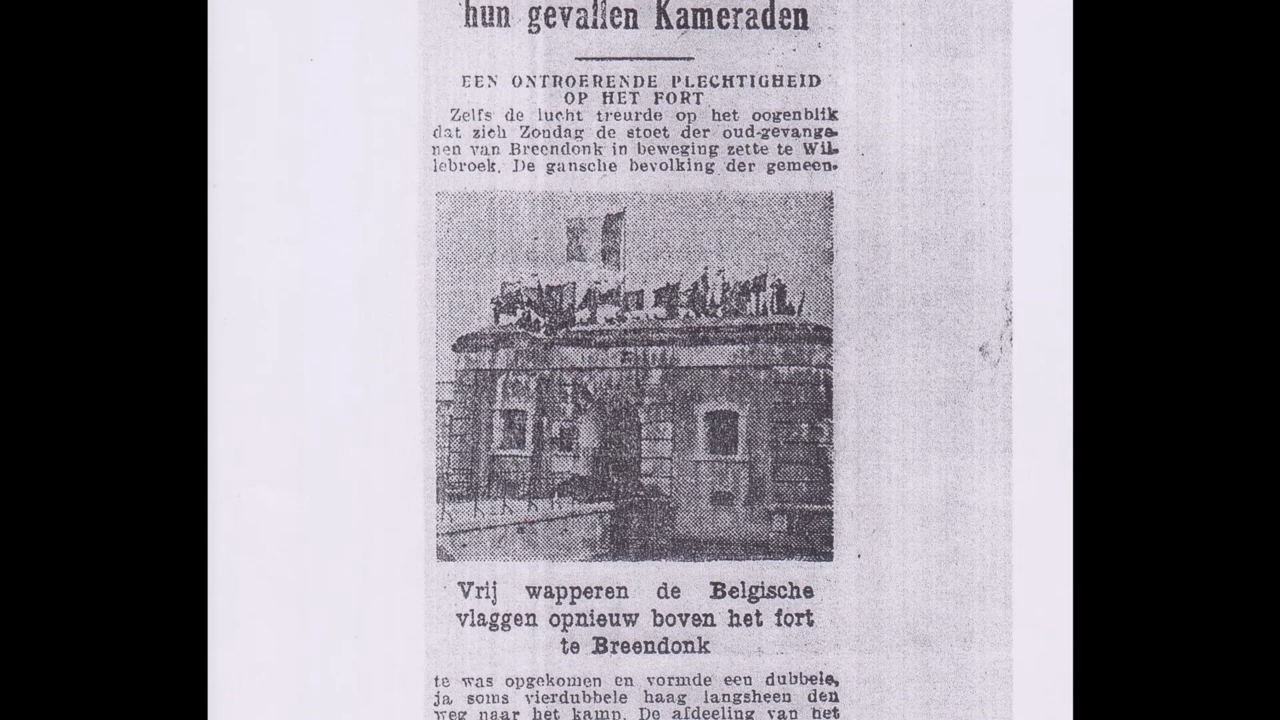 hun gevallen Kameraden
EEN ONTROERENDE PLECHTIGHEID
OP HET FORT
Zelfs de lucht treurde op het oogenblik
dat zich Zondag de stoet der oud-gevange-
nen van Breendonk in beweging zette te Wil-
lebroek. De gansche bevolking der gemeen-
Vrij wapperen de Belgische
vlaggen opnieuw boven het fort
te Breendonk
te was opgekomen en vormde een dubbele,
ja soms vierdubbele haag langsheen den
weg naar het kamp. De afdeeling van het